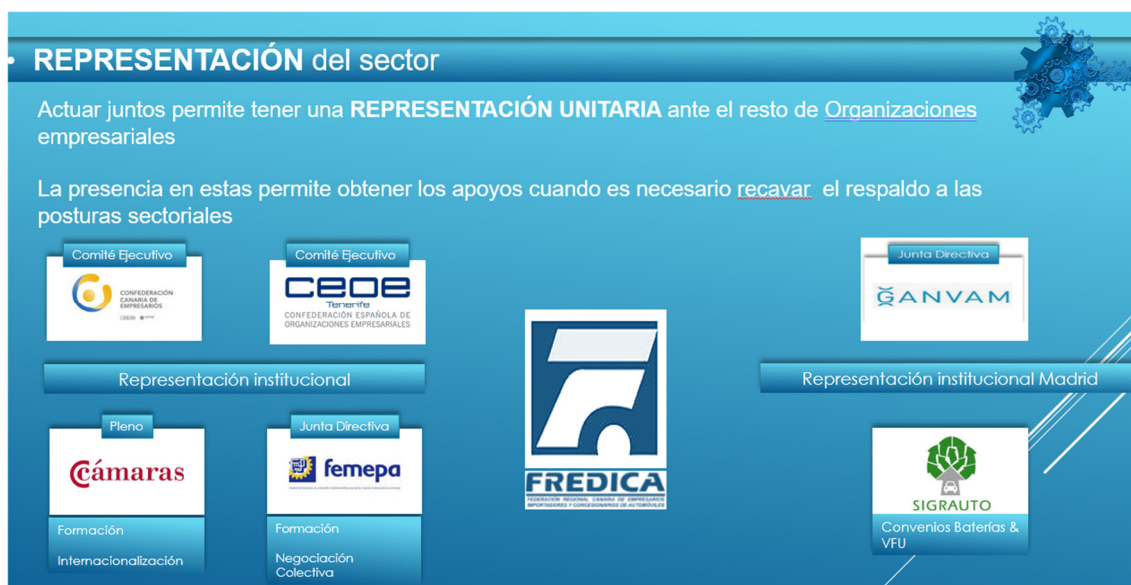 • REPRESENTACIÓN del sector
Actuar juntos permite tener una REPRESENTACIÓN UNITARIA ante el resto de Organizaciones
empresariales
La presencia en estas permite obtener los apoyos cuando es necesario recavar el respaldo a las
posturas sectoriales
Comité Ejecutivo
CONFEDERACIÓN
CANARIA DE
EMPRESARIOS
Comité Ejecutivo
ceoe
Tenerife
CONFEDERACIÓN ESPAÑOLA DE
ORGANIZACIONES EMPRESARIALES
Junta Directiva
GANVAM
Representación institucional
Representación institucional Madrid
Pleno
Cámaras
Formación
Internacionalización
Junta Directiva
femepa
Formación
Negociación
Colectiva
FREDICA
FEDERACIÓN REGIONAL CANARIA DE EMPRESARIOS
IMPORTADORES Y CONCESIONARIOS DE AUTOMÓVILES
SIGRAUTO
Convenios Baterías &
VFU